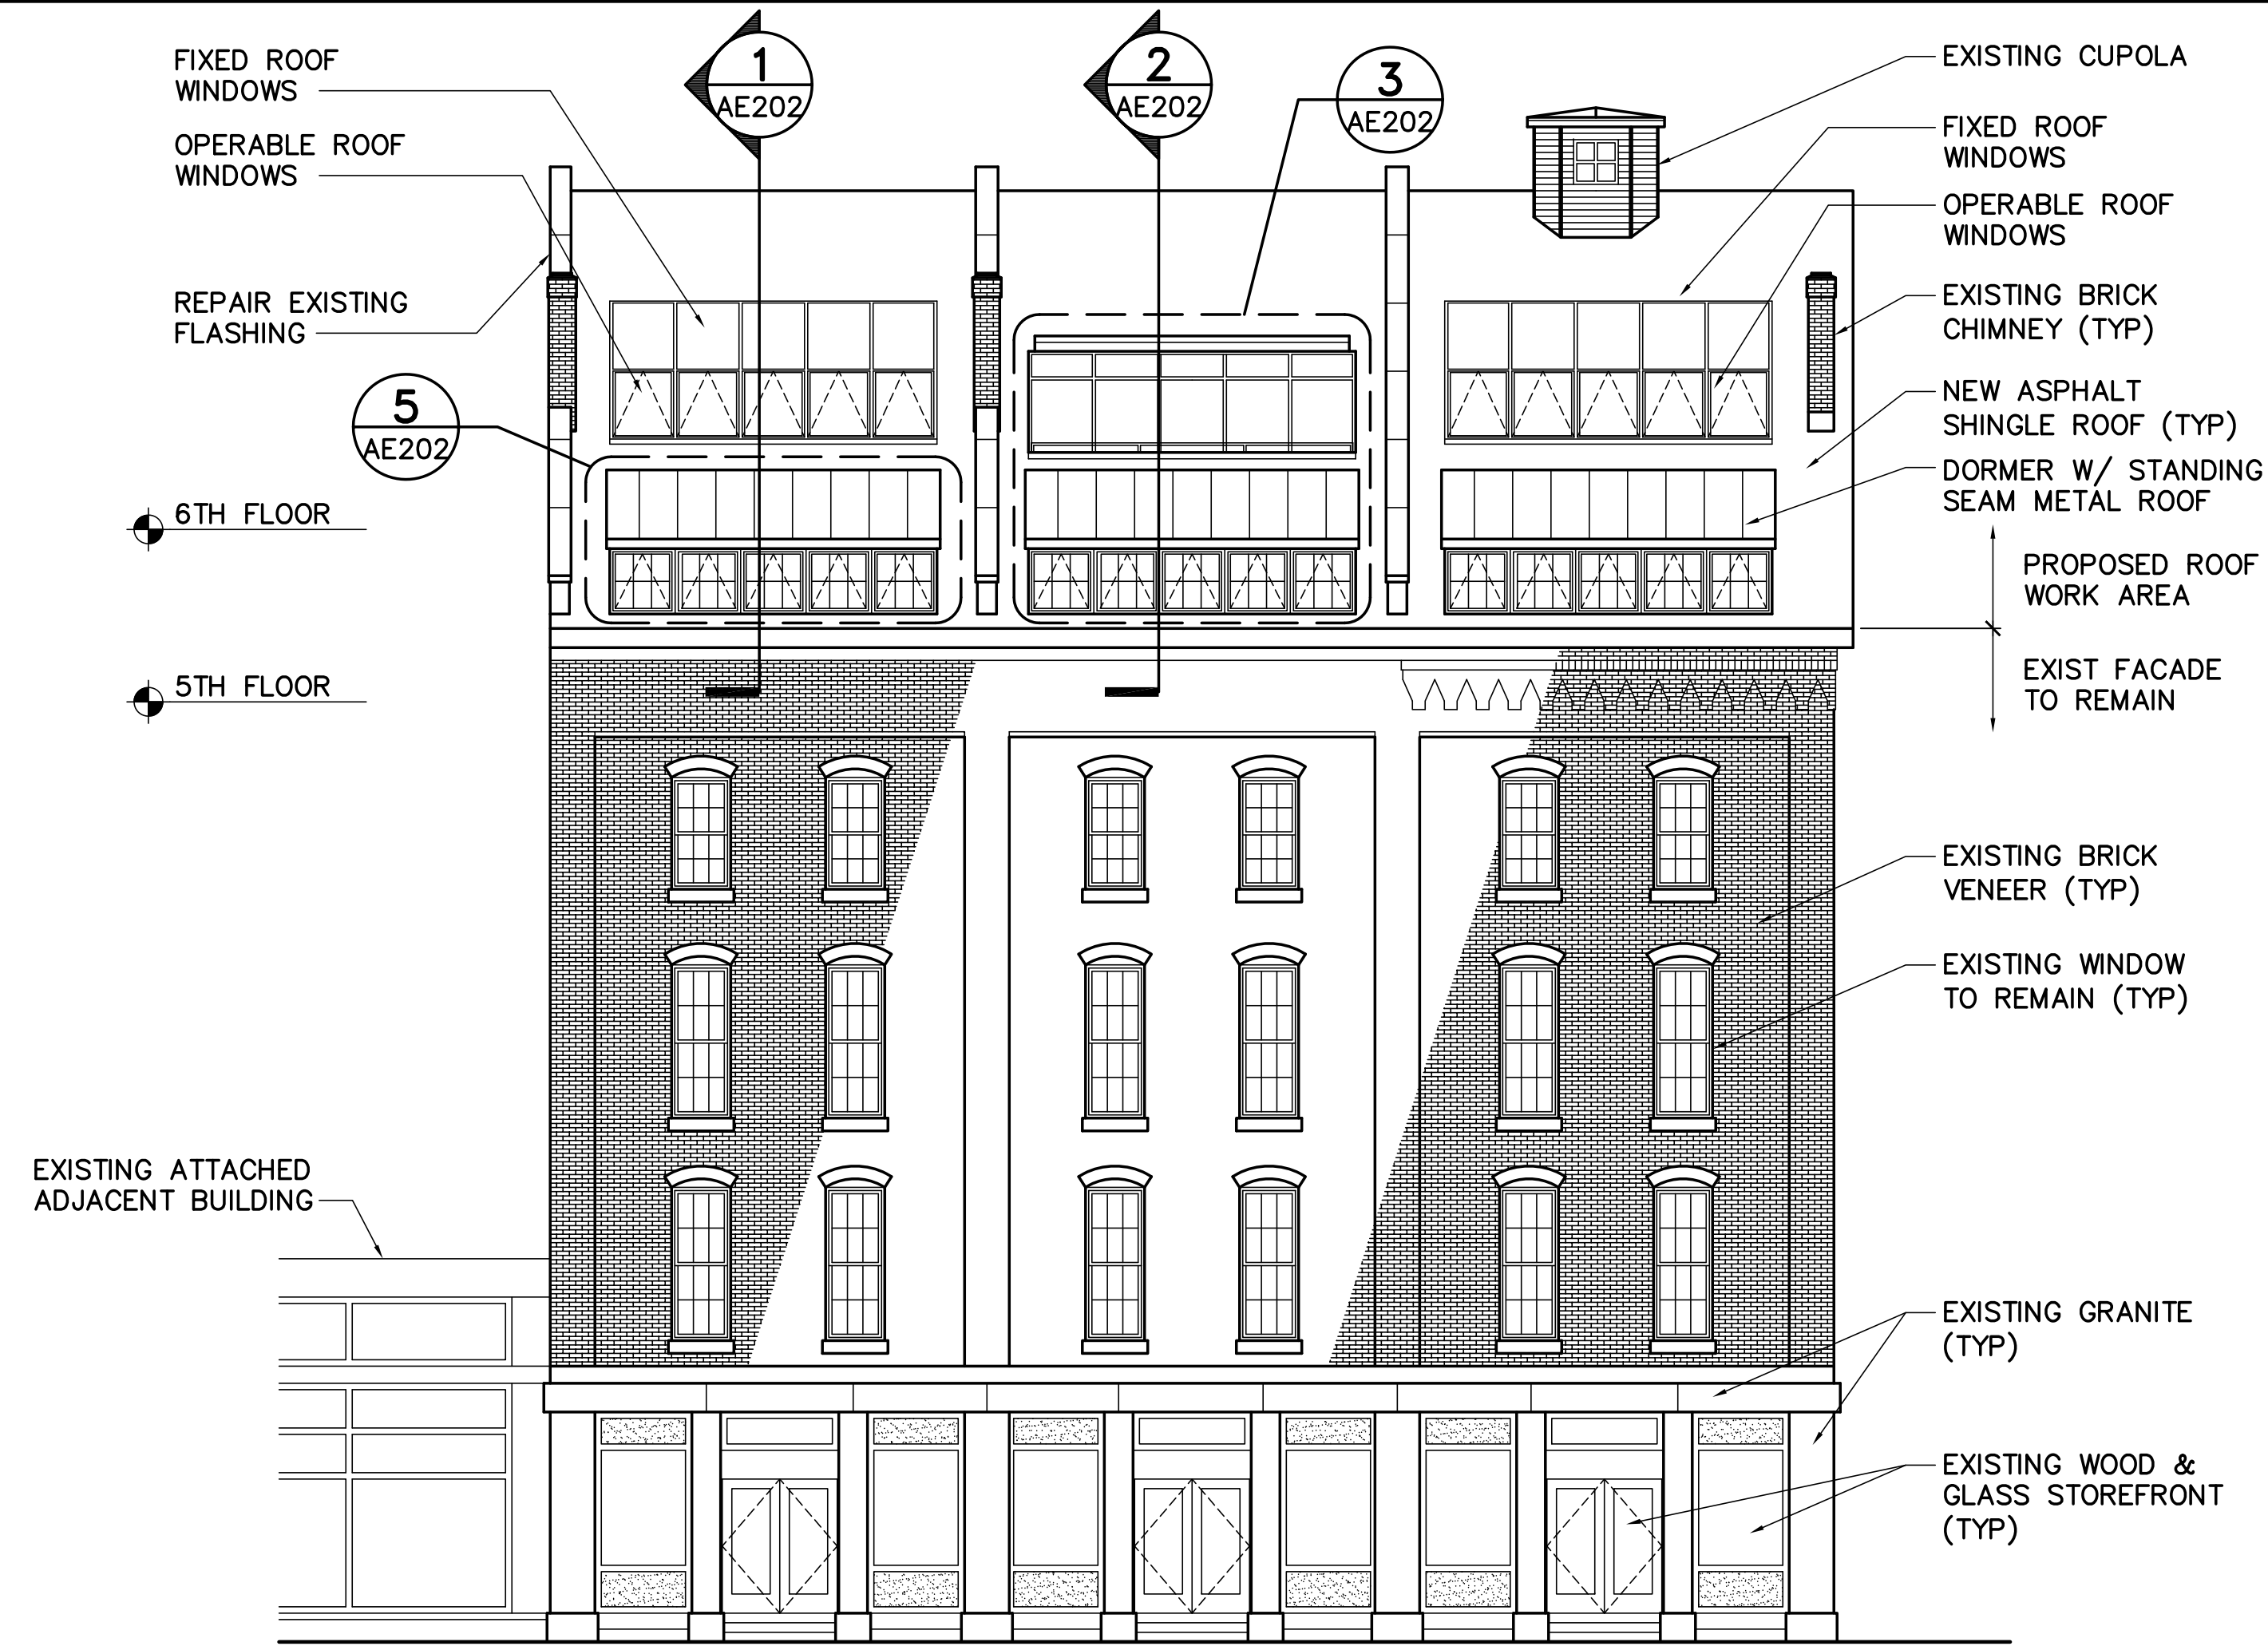 FIXED ROOF
WINDOWS
OPERABLE ROOF
WINDOWS
REPAIR EXISTING
FLASHING
1
AE202
2
AE202
3
AE202
5
AE202
6TH FLOOR
5TH FLOOR
EXISTING ATTACHED
ADJACENT BUILDING
EXISTING CUPOLA
FIXED ROOF
WINDOWS
OPERABLE ROOF
WINDOWS
EXISTING BRICK
CHIMNEY (TYP)
NEW ASPHALT
SHINGLE ROOF (TYP)
DORMER W/ STANDING
SEAM METAL ROOF
PROPOSED ROOF
WORK AREA
EXIST FACADE
TO REMAIN
EXISTING BRICK
VENEER (TYP)
EXISTING WINDOW
TO REMAIN (TYP)
EXISTING GRANITE
(TYP)
EXISTING WOOD &
GLASS STOREFRONT
(TYP)